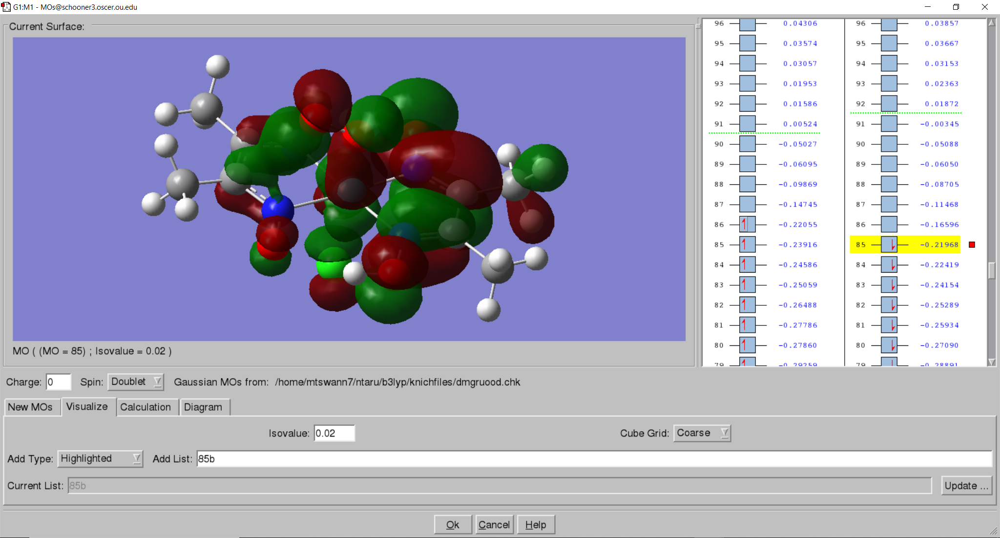 G1:M1 - MOs@schooner3.oscer.ou.edu
Current Surface:
96 0.04306 96 0.03857
95 0.03574 95 0.03667
94 0.03057 94 0.03153
93 0.01953 93 0.02363
92 0.01586 92 0.01872
91 0.00524 91 -0.00345
90 -0.05027 90 -0.05088
89 -0.06095 89 -0.06050
88 -0.09869 88 -0.08705
87 -0.14745 87 -0.11468
86 -0.22055 86 -0.16596
85 -0.23916 85 -0.21968
84 -0.24586 84 -0.22419
83 -0.25059 83 -0.24154
82 -0.26488 82 -0.25289
81 -0.27786 81 -0.25934
80 -0.27860 80 -0.27090
79 -0.29259 79 -0.28891
MO ( (MO = 85) ; Isovalue = 0.02 )
Charge: 0 Spin: Doublet Gaussian MOs from: /home/mtswann7/ntaru/b3lyp/knichfiles/dmgruood.chk
New MOs Visualize Calculation Diagram
Isovalue: 0.02 Cube Grid: Coarse
Add Type: Highlighted Add List: 85b
Current List: 85b Update ...
Ok Cancel Help